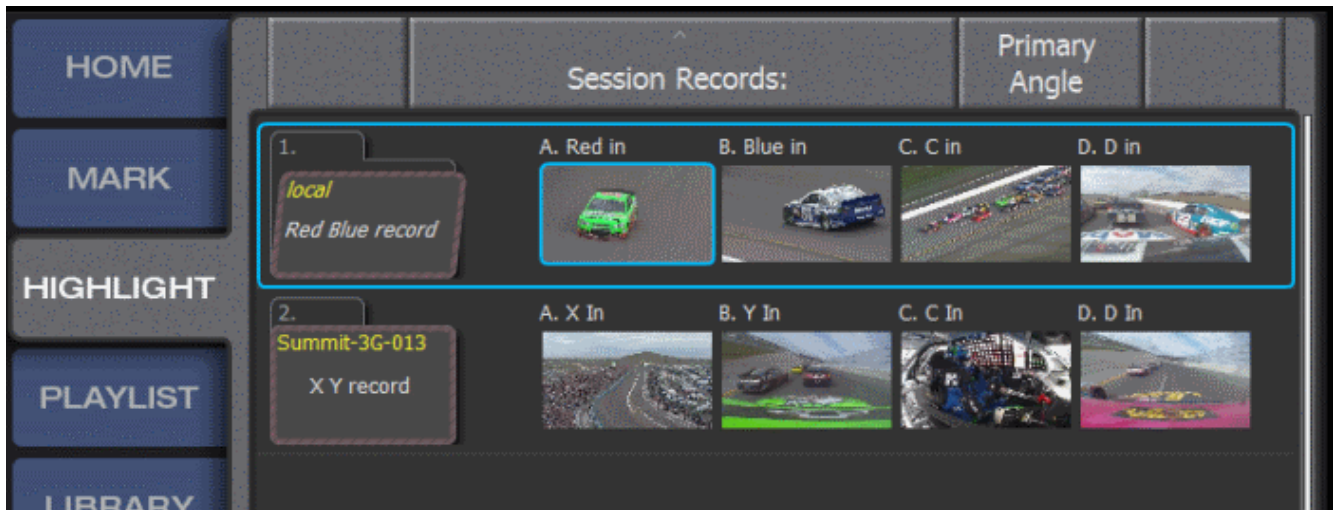 HOME
MARK
HIGHLIGHT
PLAYLIST
LIBRARY
Session Records:
Primary
Angle
1.
local
Red Blue record
A. Red in
B. Blue in
C. C in
D. D in
2.
Summit-3G-013
X Y record
A. X In
B. Y In
C. C In
D. D In